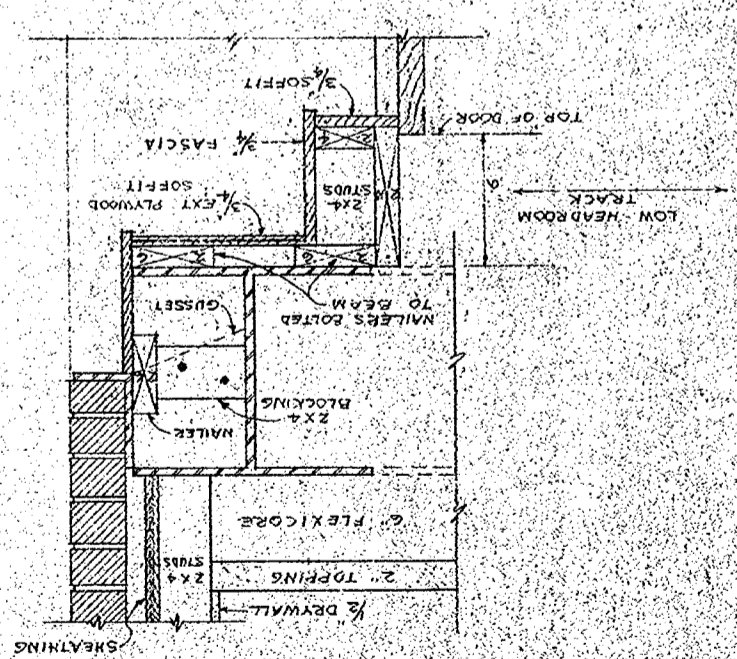 SHEATHING
1/2" DRYWALL
2" TOPPING
2X4
STUDS
6" FLEXICORE
NAILER
2X4
BLOCKING
GUSSET
NAILERS BOLTED
TO BEAM
LOW HEADROOM
TRACK
3/4" EXT PLYWOOD
SOFFIT
2X4
STUDS
3/4" FASCIA
TOP OF DOOR
3/4" SOFFIT